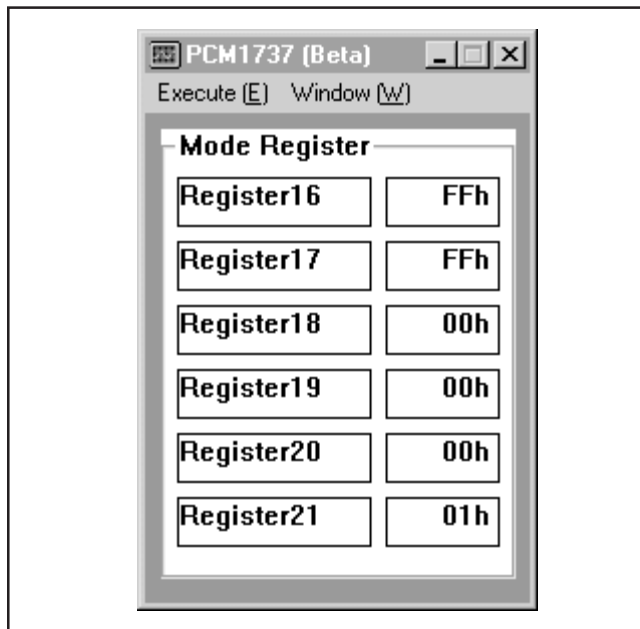 PCM1737 (Beta)
Execute (E) Window (W)
Mode Register
Register16 FFh
Register17 FFh
Register18 00h
Register19 00h
Register20 00h
Register21 01h